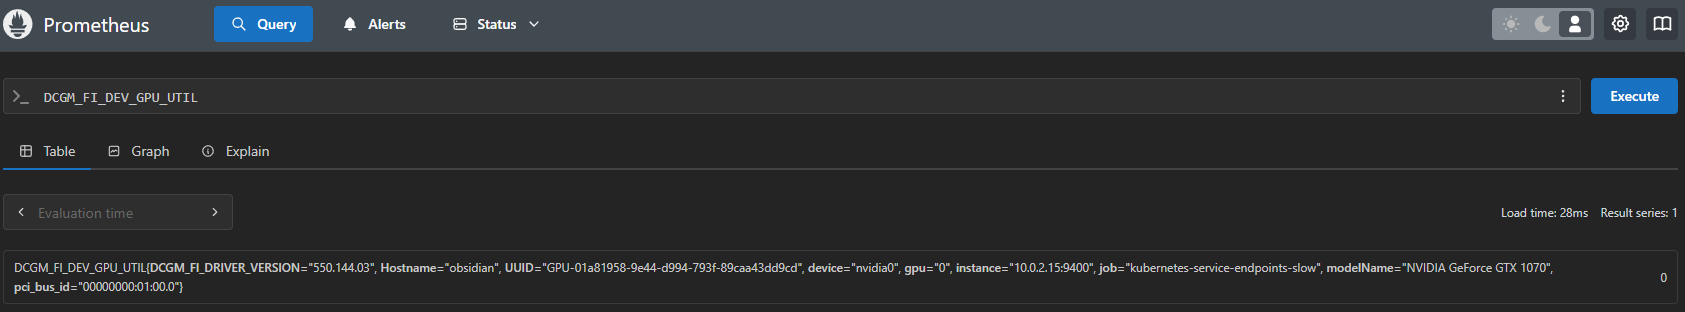 Prometheus Query Alerts Status
DCGM_FI_DEV_GPU_UTIL Execute
Table Graph Explain
Evaluation time Load time: 28ms Result series: 1
DCGM_FI_DEV_GPU_UTIL{DCGM_FI_DRIVER_VERSION="550.144.03", Hostname="obsidian", UUID="GPU-01a81958-9e44-d994-793f-89caa43dd9cd", device="nvidia0", gpu="0", instance="10.0.2.15:9400", job="kubernetes-service-endpoints-slow", modelName="NVIDIA GeForce GTX 1070",
pci_bus_id="00000000:01:00.0"} 0